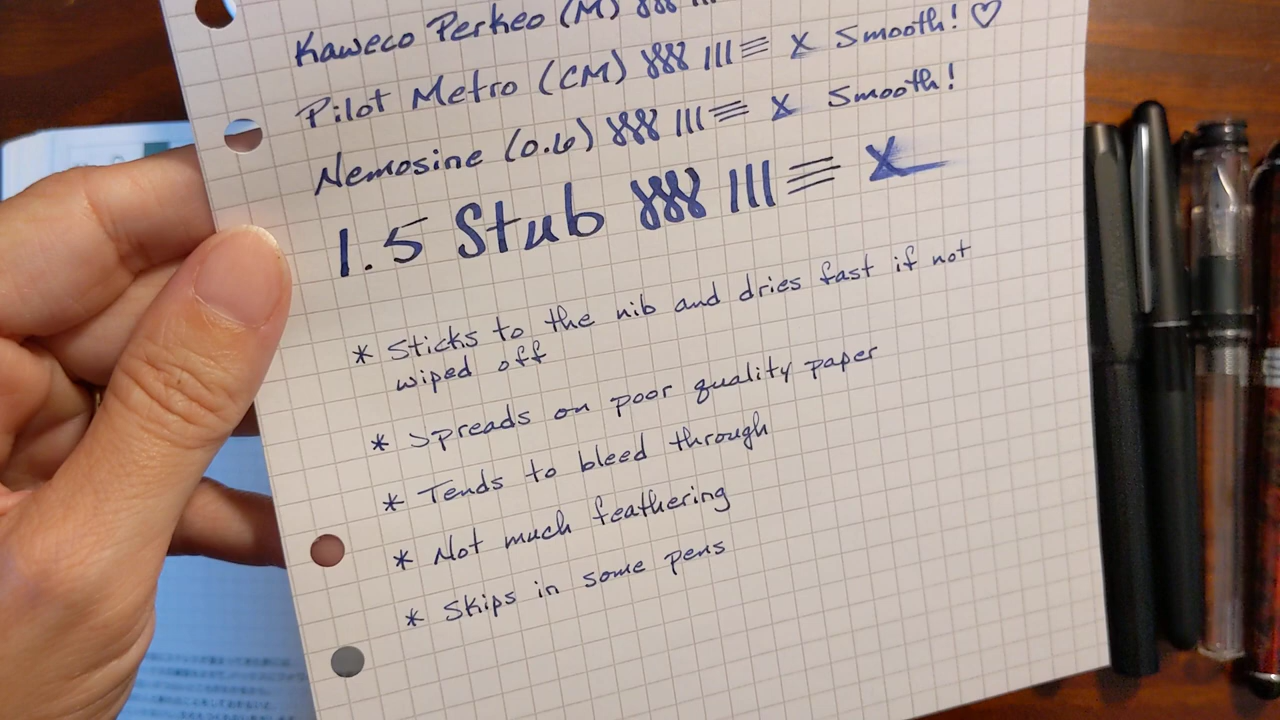 Kaweco Perkeo (M)
Pilot Metro (CM) X Smooth! ♡
Nemosine (0.6) X Smooth!
1.5 Stub X
* Sticks to the nib and dries fast if not
wiped off
* Spreads on poor quality paper
* Tends to bleed through
* Not much feathering
* Skips in some pens